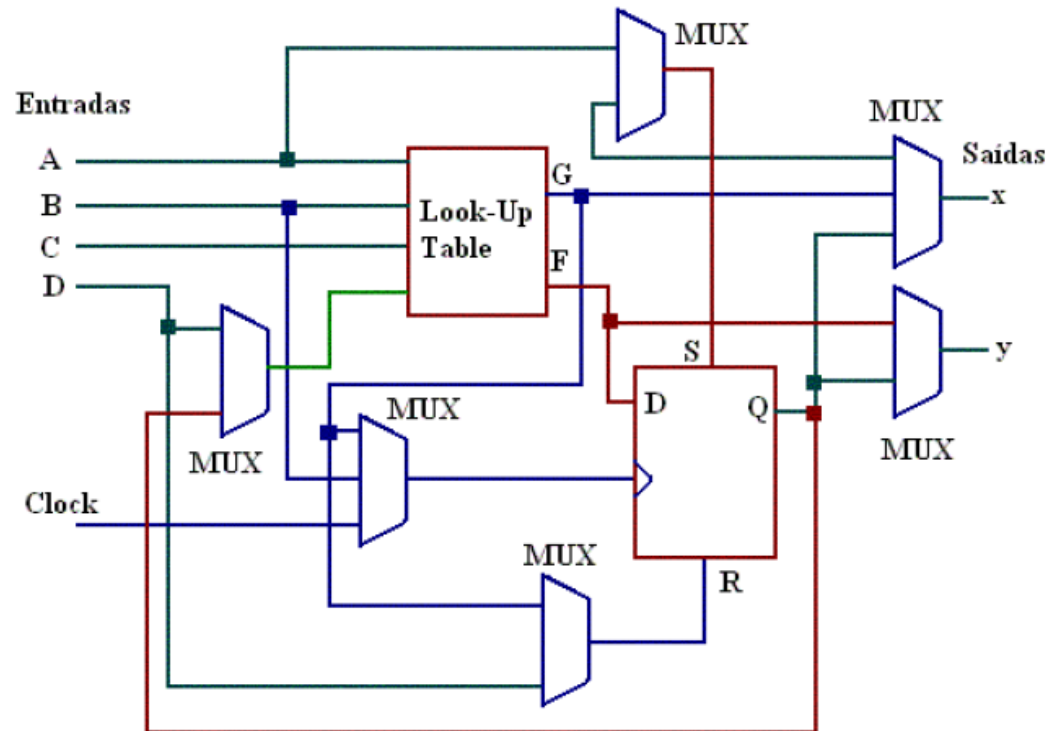 MUX
Entradas
MUX
A
G
Saídas
B
Look-Up
x
C
Table
F
D
S
y
D
Q
MUX
MUX
MUX
Clock
MUX
R